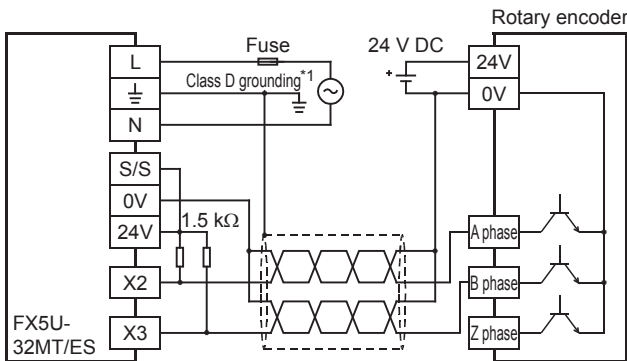 Rotary encoder
L
Fuse
24 V DC
24V
Class D grounding*1
+
0V
N
S/S
0V
24V
1.5 kΩ
A phase
X2
B phase
FX5U-
32MT/ES
X3
Z phase